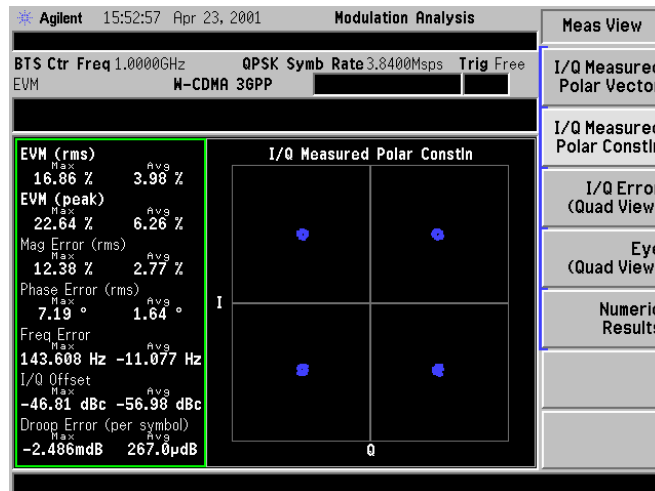 Agilent 15:52:57 Apr 23, 2001 Modulation Analysis
Meas View
BTS Ctr Freq 1.0000GHz QPSK Symb Rate 3.8400Msps Trig Free
EVM W-CDMA 3GPP
I/Q Measured
Polar Vector
I/Q Measured
Polar Constln
I/Q Error
(Quad View
Eye
(Quad View
Numeric
Results
EVM (rms)
Max Avg
16.86 % 3.98 %
EVM (peak)
Max Avg
22.64 % 6.26 %
Mag Error (rms)
Max Avg
12.38 % 2.77 %
Phase Error (rms)
Max Avg
7.19 ° 1.64 °
Freq Error
Max Avg
143.608 Hz -11.077 Hz
I/Q Offset
Max Avg
-46.81 dBc -56.98 dBc
Droop Error (per symbol)
Max Avg
-2.486mdB 267.0µdB
I/Q Measured Polar Constln
I
Q